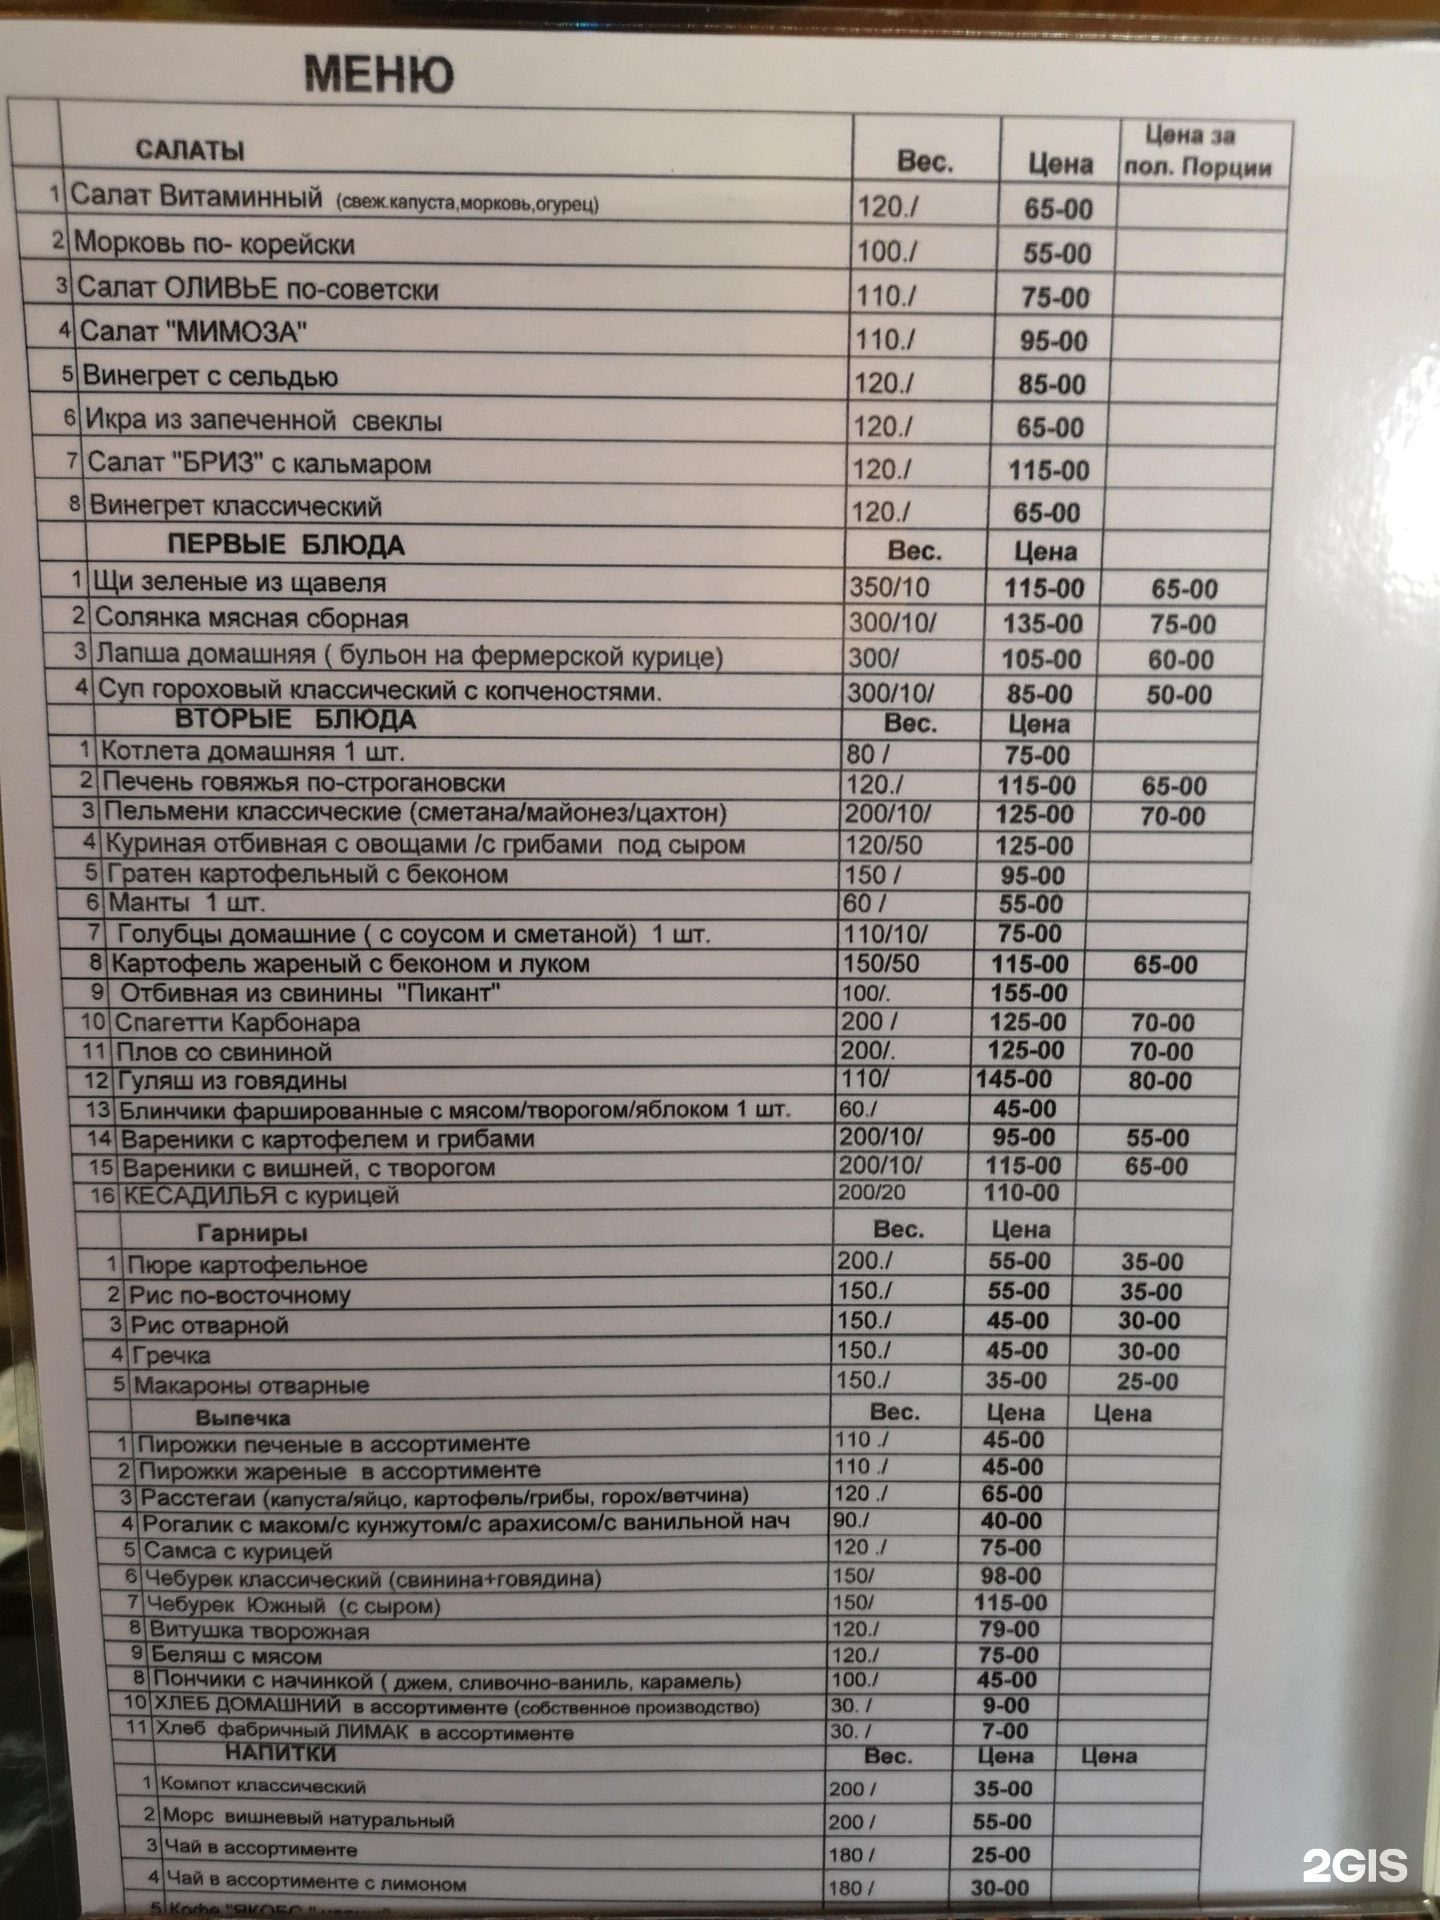 МЕНЮ
САЛАТЫ Вес. Цена Цена за пол. Порции
1 Салат Витаминный (свеж.капуста,морковь,огурец) 120./ 65-00
2 Морковь по- корейски 100./ 55-00
3 Салат ОЛИВЬЕ по-советски 110./ 75-00
4 Салат "МИМОЗА" 110./ 95-00
5 Винегрет с сельдью 120./ 85-00
6 Икра из запеченной свеклы 120./ 65-00
7 Салат "БРИЗ" с кальмаром 120./ 115-00
8 Винегрет классический 120./ 65-00
ПЕРВЫЕ БЛЮДА Вес. Цена
1 Щи зеленые из щавеля 350/10 115-00 65-00
2 Солянка мясная сборная 300/10/ 135-00 75-00
3 Лапша домашняя ( бульон на фермерской курице) 300/ 105-00 60-00
4 Суп гороховый классический с копченостями. 300/10/ 85-00 50-00
ВТОРЫЕ БЛЮДА Вес. Цена
1 Котлета домашняя 1 шт. 80 / 75-00
2 Печень говяжья по-строгановски 120./ 115-00 65-00
3 Пельмени классические (сметана/майонез/цахтон) 200/10/ 125-00 70-00
4 Куриная отбивная с овощами /с грибами под сыром 120/50 125-00
5 Гратен картофельный с беконом 150 / 95-00
6 Манты 1 шт. 60 / 55-00
7 Голубцы домашние ( с соусом и сметаной) 1 шт. 110/10/ 75-00
8 Картофель жареный с беконом и луком 150/50 115-00 65-00
9 Отбивная из свинины "Пикант" 100/. 155-00
10 Спагетти Карбонара 200 / 125-00 70-00
11 Плов со свининой 200/. 125-00 70-00
12 Гуляш из говядины 110/ 145-00 80-00
13 Блинчики фаршированные с мясом/творогом/яблоком 1 шт. 60./ 45-00
14 Вареники с картофелем и грибами 200/10/ 95-00 55-00
15 Вареники с вишней, с творогом 200/10/ 115-00 65-00
16 КЕСАДИЛЬЯ с курицей 200/20 110-00
Гарниры Вес. Цена
1 Пюре картофельное 200./ 55-00 35-00
2 Рис по-восточному 150./ 55-00 35-00
3 Рис отварной 150./ 45-00 30-00
4 Гречка 150./ 45-00 30-00
5 Макароны отварные 150./ 35-00 25-00
Выпечка Вес. Цена Цена
1 Пирожки печеные в ассортименте 110 ./ 45-00
2 Пирожки жареные в ассортименте 110 ./ 45-00
3 Расстегаи (капуста/яйцо, картофель/грибы, горох/ветчина) 120 ./ 65-00
4 Рогалик с маком/с кунжутом/с арахисом/с ванильной нач 90./ 40-00
5 Самса с курицей 120 ./ 75-00
6 Чебурек классический (свинина+говядина) 150/ 98-00
7 Чебурек Южный (с сыром) 150/ 115-00
8 Витушка творожная 120./ 79-00
9 Беляш с мясом 120./ 75-00
8 Пончики с начинкой ( джем, сливочно-ваниль, карамель) 100./ 45-00
10 ХЛЕБ ДОМАШНИЙ в ассортименте (собственное производство) 30. / 9-00
11 Хлеб фабричный ЛИМАК в ассортименте 30. / 7-00
НАПИТКИ Вес. Цена Цена
1 Компот классический 200 / 35-00
2 Морс вишневый натуральный 200 / 55-00
3 Чай в ассортименте 180 / 25-00
4 Чай в ассортименте с лимоном 180 / 30-00
5 Кофе "ЯКОБС"
2GIS